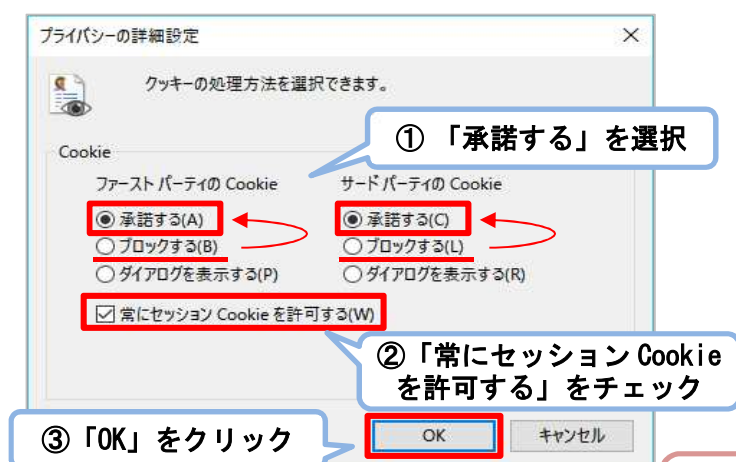 プライバシーの詳細設定
クッキーの処理方法を選択できます。
① 「承諾する」を選択
Cookie
ファースト パーティの Cookie
サード パーティの Cookie
承諾する(A)
承諾する(C)
ブロックする(B)
ブロックする(L)
ダイアログを表示する(P)
ダイアログを表示する(R)
常にセッション Cookie を許可する(W)
②「常にセッション Cookie
を許可する」をチェック
③「OK」をクリック
OK
キャンセル